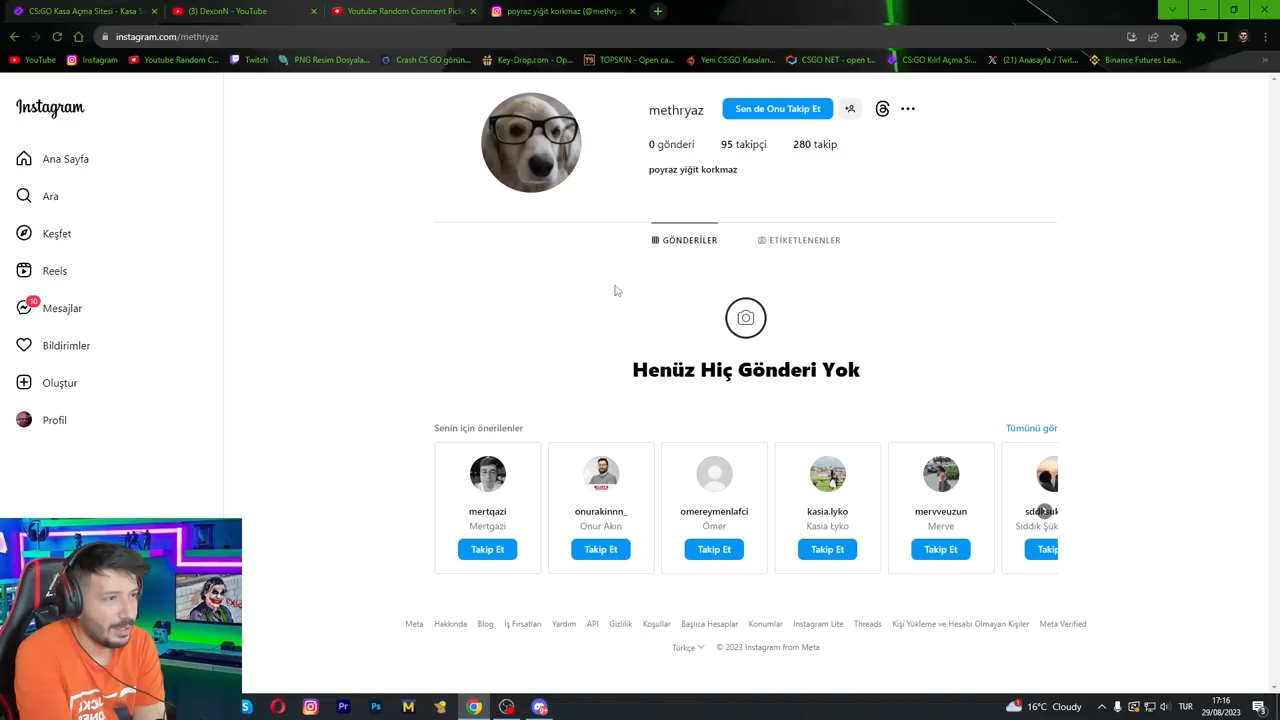 CS:GO Kasa Açma Sitesi - Kasa S
(3) DexonN - YouTube
Youtube Random Comment Pick
poyraz yiğit korkmaz (@methrya
instagram.com/methryaz/
YouTube
Instagram
Youtube Random C...
Twitch
PNG Resim Dosyala...
Crash CS GO görün...
Key-Drop.com - Op...
TOPSKIN - Open ca...
Yeni CS:GO Kasaları...
CSGO NET - open t...
CS:GO Kılıf Açma Si...
(21) Anasayfa / Twit...
Binance Futures Lea...
Instagram
Ana Sayfa
Ara
Keşfet
Reels
10
Mesajlar
Bildirimler
Oluştur
Profil
methryaz
Sen de Onu Takip Et
0 gönderi 95 takipçi 280 takip
poyraz yiğit korkmaz
GÖNDERİLER ETİKETLENENLER
Henüz Hiç Gönderi Yok
Senin için önerilenler Tümünü gör
mertqazi onurakinnn_ omereymenlafci kasia.lyko mervveuzun
Mertgazi Onur Akın Ömer Kasia Łyko Merve Sıddık Şük
Takip Et Takip Et Takip Et Takip Et Takip Et Takip
Meta Hakkında Blog İş Fırsatları Yardım API Gizlilik Koşullar Başlıca Hesaplar Konumlar Instagram Lite Threads Kişi Yükleme ve Hesabı Olmayan Kişiler Meta Verified
Türkçe © 2023 Instagram from Meta
Pr Ps M
16°C Cloudy
TUR
17:16
29/08/2023